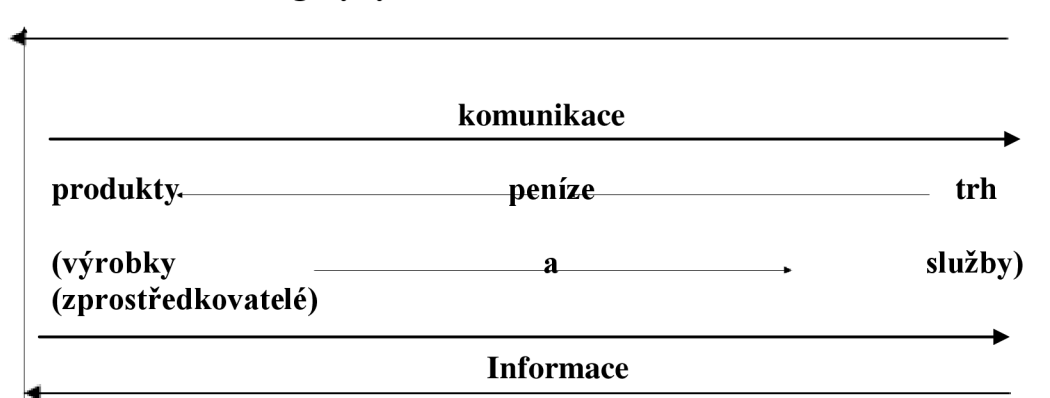 komunikace
produkty peníze trh
(výrobky a služby)
(zprostředkovatelé)
Informace